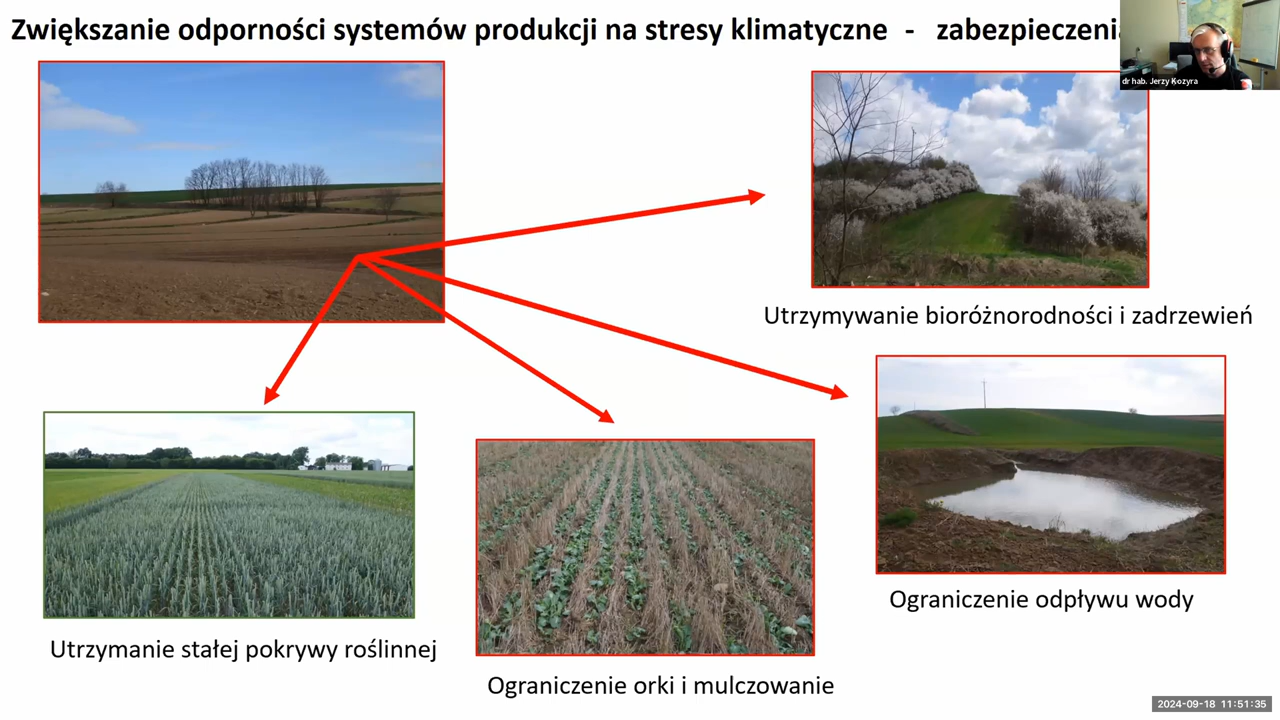 Zwiększanie odporności systemów produkcji na stresy klimatyczne - zabezpieczenia
dr hab. Jerzy Kozyra
Utrzymywanie bioróżnorodności i zadrzewień
Ograniczenie odpływu wody
Utrzymanie stałej pokrywy roślinnej
Ograniczenie orki i mulczowanie
2024-09-18 11:51:35